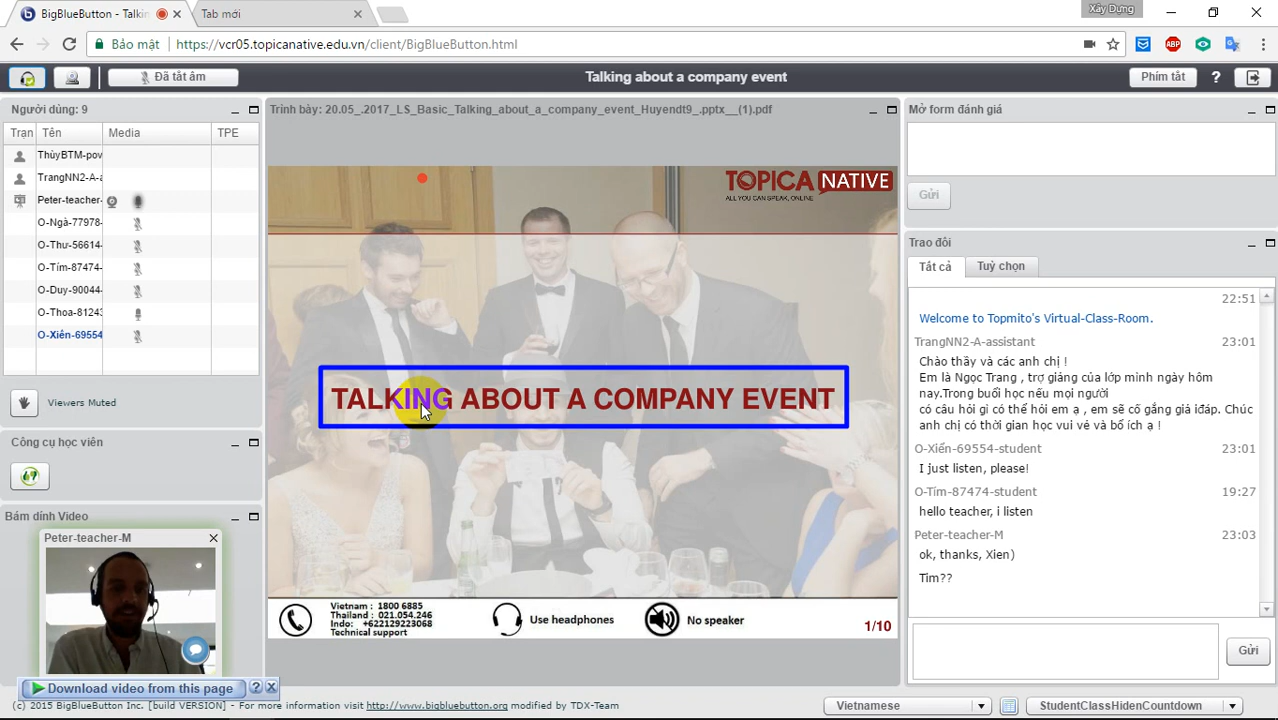 BigBlueButton - Talkin
Tab mới
Xây Dựng
Bảo mật
https://vcr05.topicanative.edu.vn/client/BigBlueButton.html
ABP
Đã tắt âm
Talking about a company event
Phím tắt
?
Người dùng: 9
Trạn Tên Media TPE
ThùyBTM-pov
TrangNN2-A-a
Peter-teacher-
O-Ngà-77978-
O-Thư-56614-
O-Tím-87474-
O-Duy-90044-
O-Thoa-81243
O-Xiên-69554
Viewers Muted
Công cụ học viên
Bám dính Video
Peter-teacher-M
Download video from this page
?
Trình bày: 20.05_.2017_LS_Basic_Talking_about_a_company_event_Huyendt9_.pptx__(1).pdf
TOPICA NATIVE
ALL YOU CAN SPEAK, ONLINE
TALKING ABOUT A COMPANY EVENT
Vietnam : 1800 6885
Thailand : 021.054.246
Indo: +622129223068
Technical support
Use headphones
No speaker
1/10
Mở form đánh giá
Gửi
Trao đổi
Tất cả
Tuỳ chọn
22:51
Welcome to Topmito's Virtual-Class-Room.
TrangNN2-A-assistant 23:01
Chào thầy và các anh chị !
Em là Ngọc Trang , trợ giảng của lớp mình ngày hôm
nay.Trong buổi học nếu mọi người
có câu hỏi gì có thể hỏi em ạ , em sẽ cố gắng giải đáp. Chúc
anh chị có thời gian học vui vẻ và bổ ích ạ !
O-Xiển-69554-student 23:01
I just listen, please!
O-Tím-87474-student 19:27
hello teacher, i listen
Peter-teacher-M 23:03
ok, thanks, Xien)
Tim??
Gửi
(c) 2015 BigBlueButton Inc. [build VERSION] - For more information visit http://www.bigbluebutton.org modified by TDX-Team
Vietnamese
StudentClassHidenCountdown